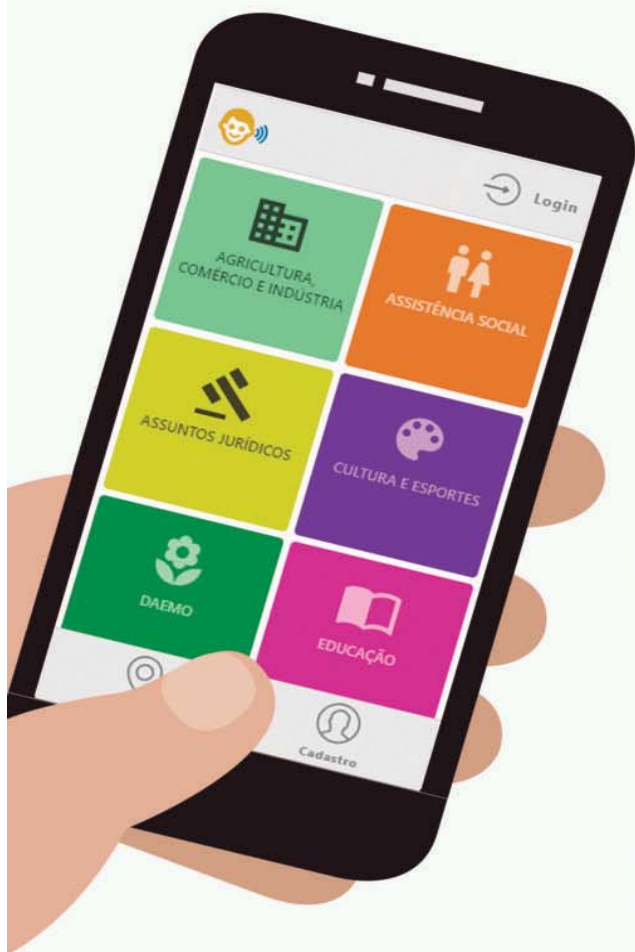 Login
AGRICULTURA,
COMÉRCIO E INDÚSTRIA
ASSISTÊNCIA SOCIAL
ASSUNTOS JURÍDICOS
CULTURA E ESPORTES
DAEMO
EDUCAÇÃO
Cadastro